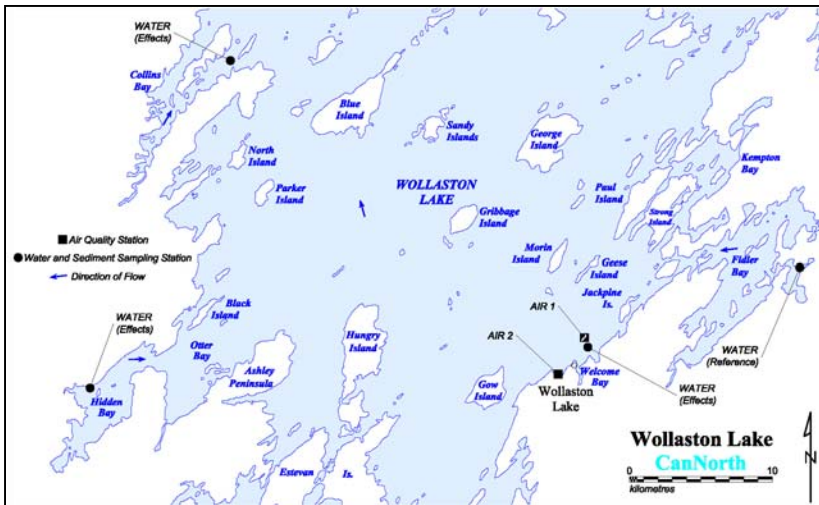 WATER
(Effects)
Collins
Bay
Blue
Island
Sandy
Islands
George
Island
Kempton
Bay
North
Island
Parker
Island
WOLLASTON
LAKE
Paul
Island
Strong
Island
Gribbage
Island
Air Quality Station
Water and Sediment Sampling Station
Direction of Flow
Morin
Island
Geese
Island
Fidler
Bay
Jackpine Is.
WATER
(Effects)
Black
Island
Otter
Bay
Hungry
Island
AIR 1
AIR 2
WATER
(Reference)
Ashley
Peninsula
Hidden
Bay
Gow
Island
Welcome
Bay
Wollaston
Lake
WATER
(Effects)
Estevan
Is.
Wollaston Lake
CanNorth
0 10
kilometres
N